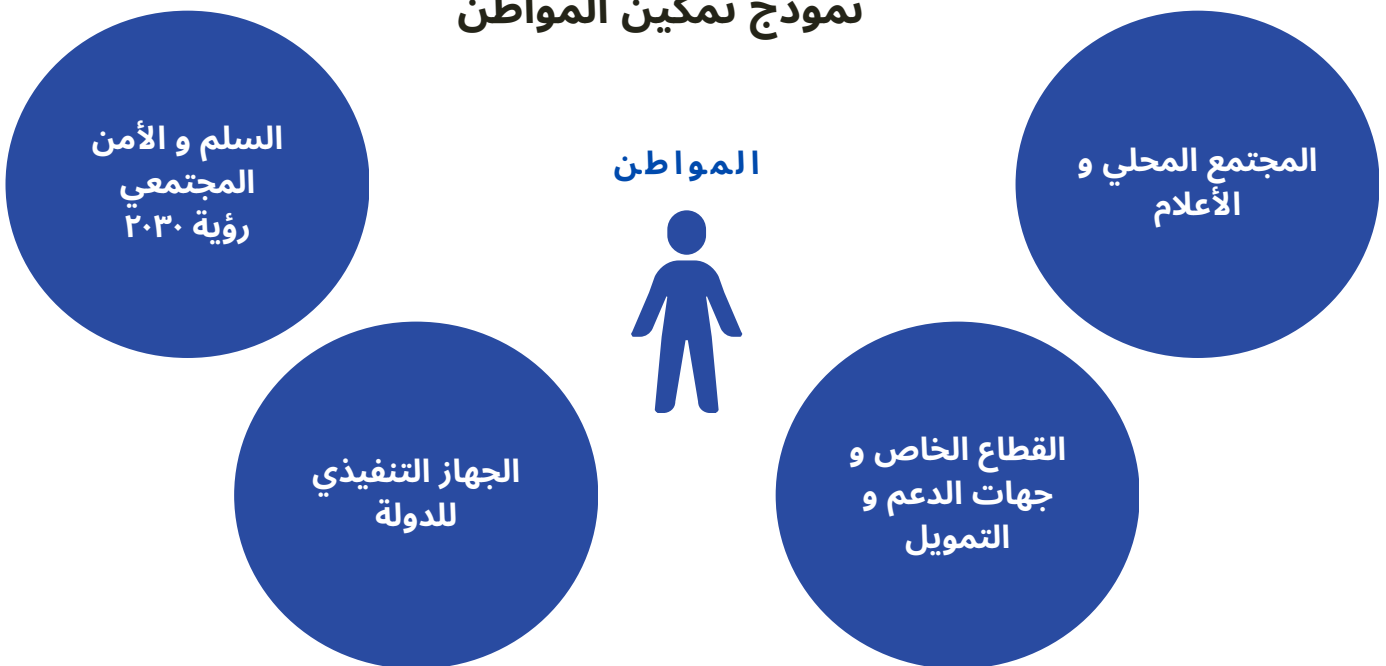 نموذج تمكين المواطن
المواطن
المجتمع المحلي و
الأعلام
السلم و الأمن
المجتمعي
رؤية ٢٠٣٠
القطاع الخاص و
جهات الدعم و
التمويل
الجهاز التنفيذي
للدولة